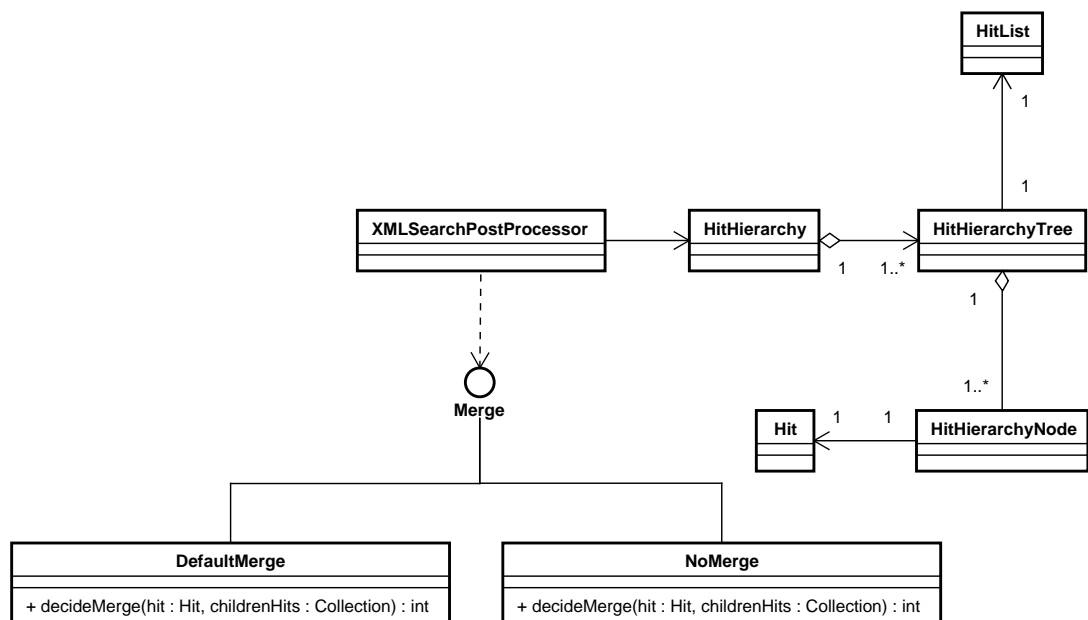 HitList
1
1
XMLSearchPostProcessor
HitHierarchy
HitHierarchyTree
1
1..*
1
1..*
Merge
Hit
1
1
HitHierarchyNode
DefaultMerge
NoMerge
+ decideMerge(hit : Hit, childrenHits : Collection) : int
+ decideMerge(hit : Hit, childrenHits : Collection) : int